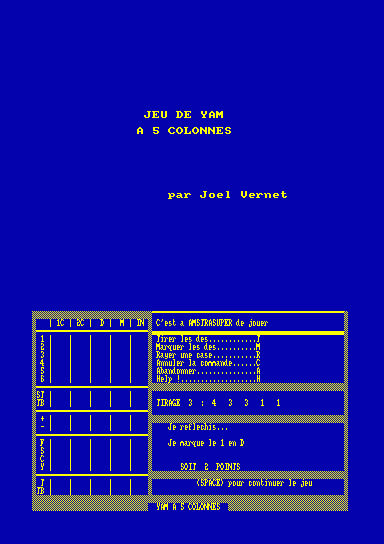 JEU DE YAM
A 5 COLONNES
par Joel Vernet
1C | 2C | D | M | IN
C'est a AMSTRASUPER de jouer
1
2
3
4
5
6
Tirer les des............T
Marquer les des..........M
Rayer une case...........R
Annuler la commande......C
Abandonner...............A
Help !...................H
ST
TB
TIRAGE 3 : 4 3 3 1 1
+
-
Je reflechis...
F
S
C
Y
Je marque le 1 en D
SOIT 2 POINTS
T
TB
(SPACE) pour continuer le jeu
YAM A 5 COLONNES